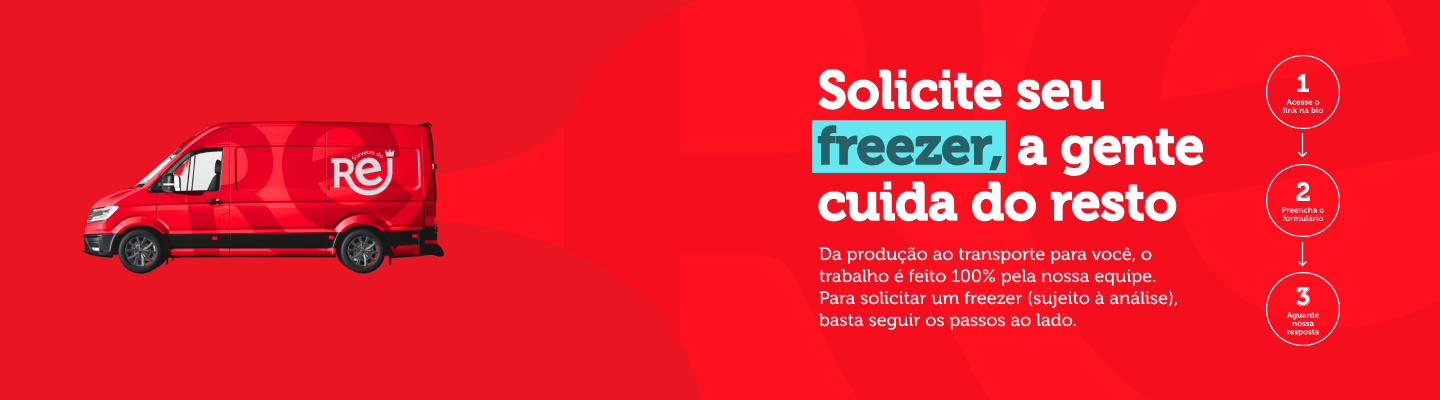 Sorvetes do
Rei
Solicite seu
freezer, a gente
cuida do resto
Da produção ao transporte para você, o
trabalho é feito 100% pela nossa equipe.
Para solicitar um freezer (sujeito à análise),
basta seguir os passos ao lado.
1
Acesse o
link na bio
2
Preencha o
formulário
3
Aguarde
nossa
resposta